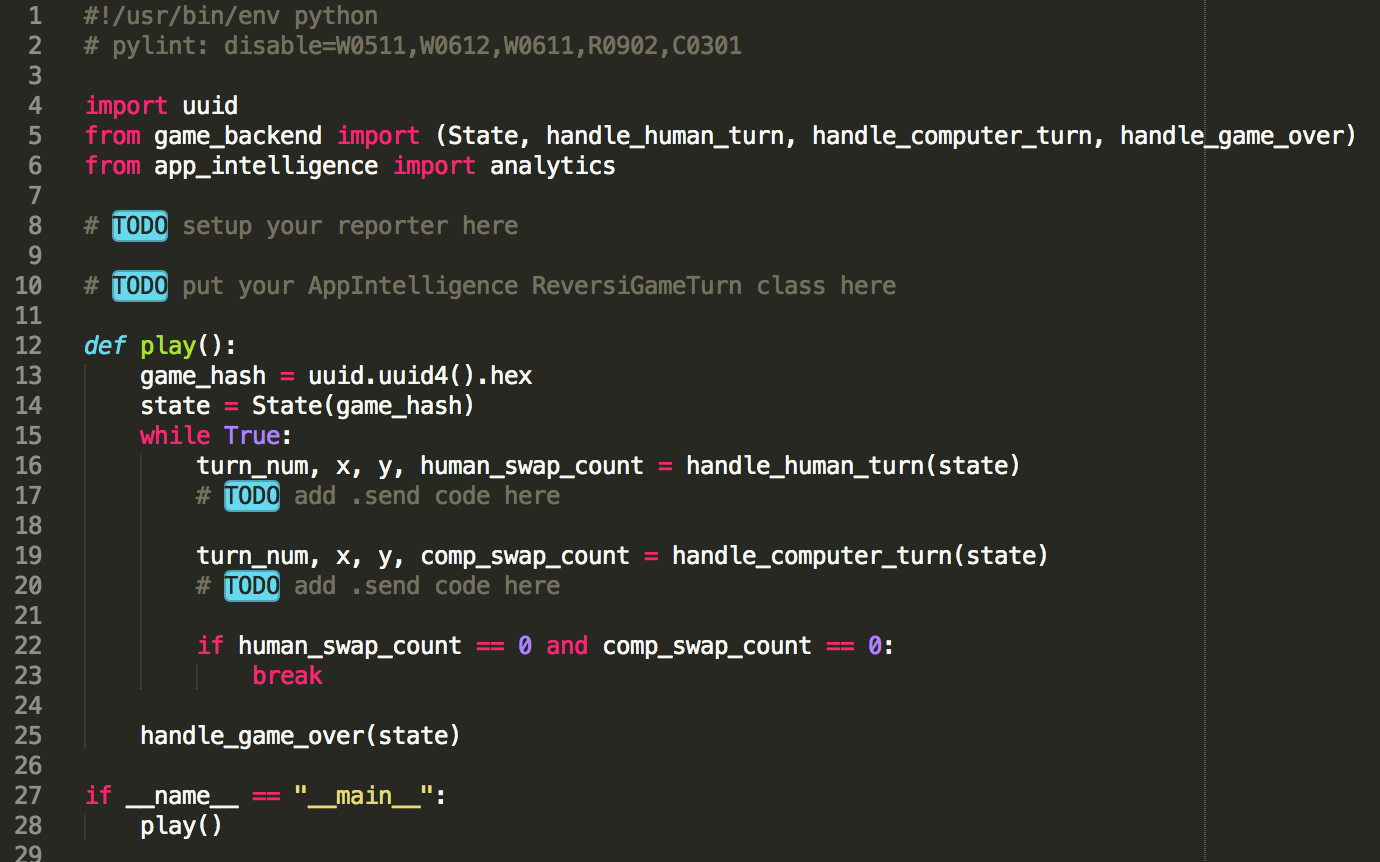 1 #!/usr/bin/env python
2 # pylint: disable=W0511,W0612,W0611,R0902,C0301
3
4 import uuid
5 from game_backend import (State, handle_human_turn, handle_computer_turn, handle_game_over)
6 from app_intelligence import analytics
7
8 # TODO setup your reporter here
9
10 # TODO put your AppIntelligence ReversiGameTurn class here
11
12 def play():
13     game_hash = uuid.uuid4().hex
14     state = State(game_hash)
15     while True:
16         turn_num, x, y, human_swap_count = handle_human_turn(state)
17         # TODO add .send code here
18
19         turn_num, x, y, comp_swap_count = handle_computer_turn(state)
20         # TODO add .send code here
21
22         if human_swap_count == 0 and comp_swap_count == 0:
23             break
24
25     handle_game_over(state)
26
27 if __name__ == "__main__":
28     play()
29